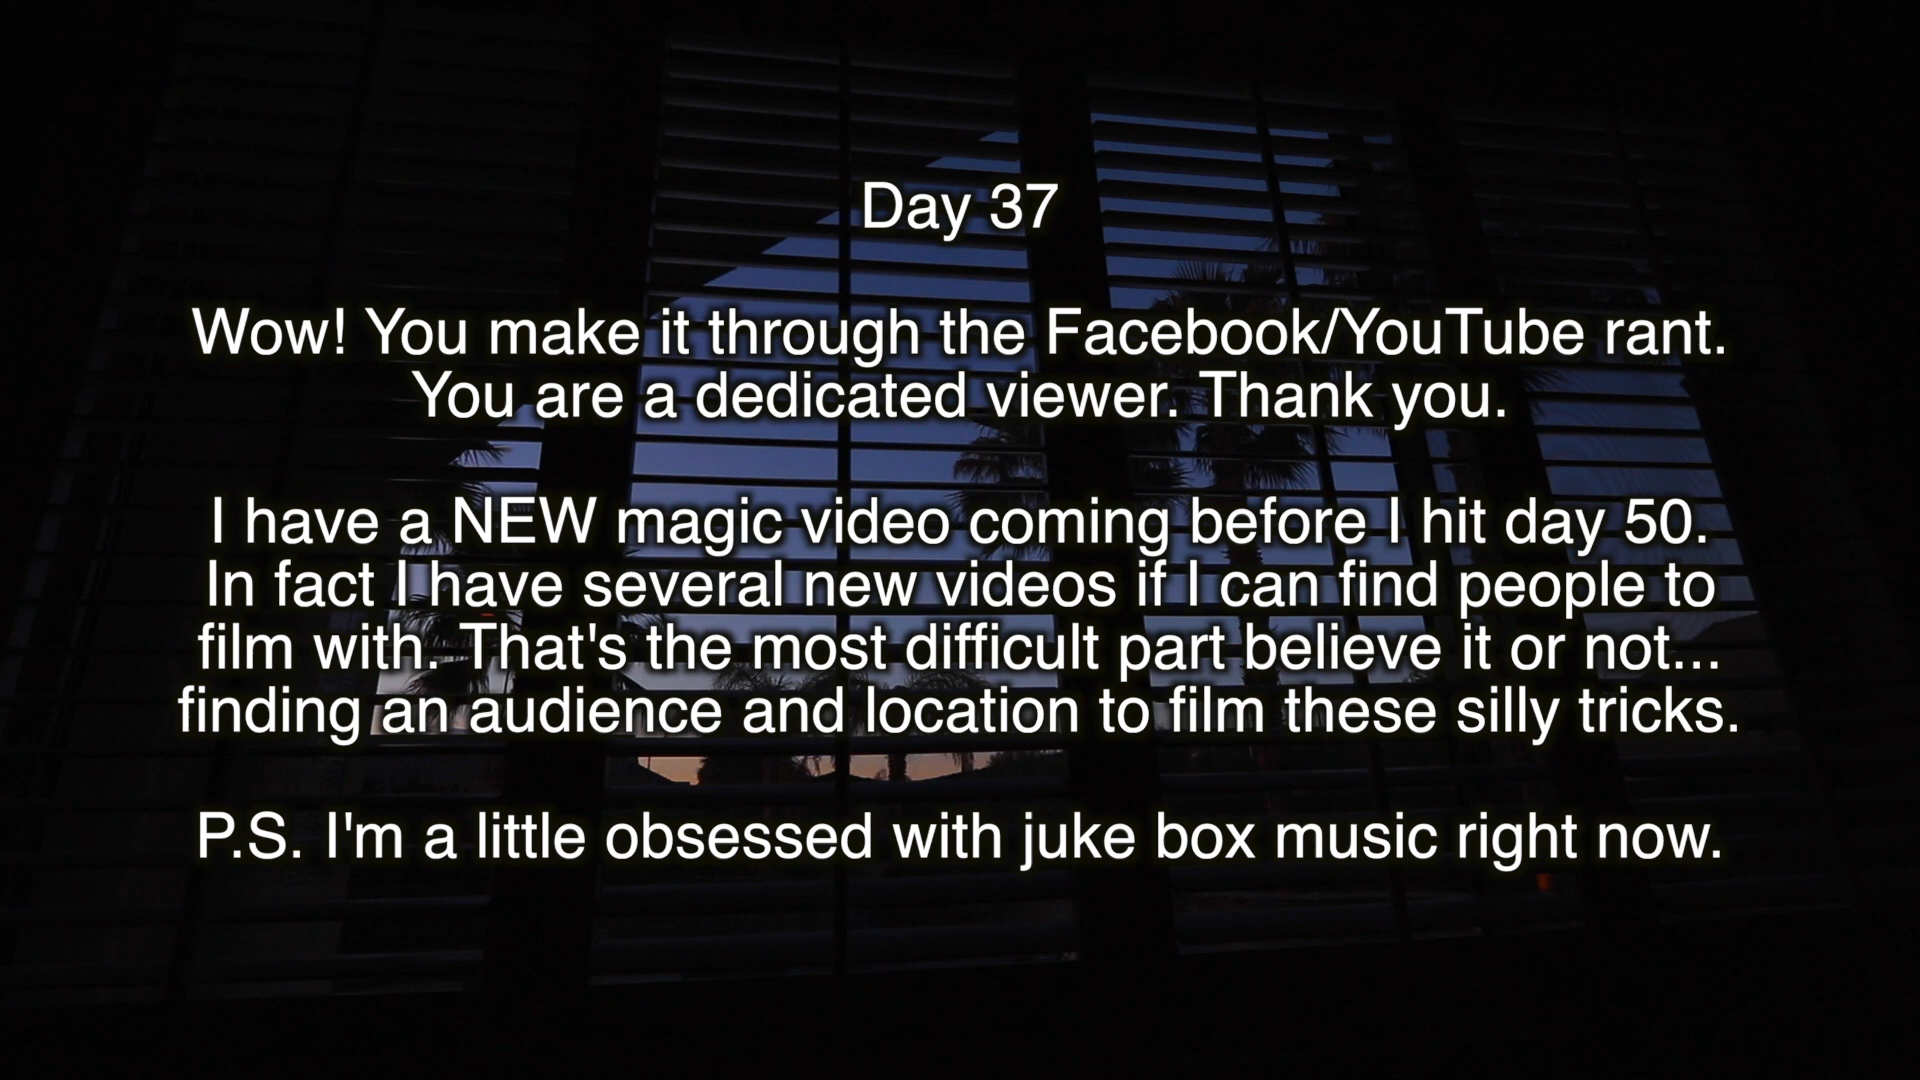 Day 37
Wow! You make it through the Facebook/YouTube rant.
You are a dedicated viewer. Thank you.
I have a NEW magic video coming before I hit day 50.
In fact I have several new videos if I can find people to
film with. That's the most difficult part believe it or not...
finding an audience and location to film these silly tricks.
P.S. I'm a little obsessed with juke box music right now.